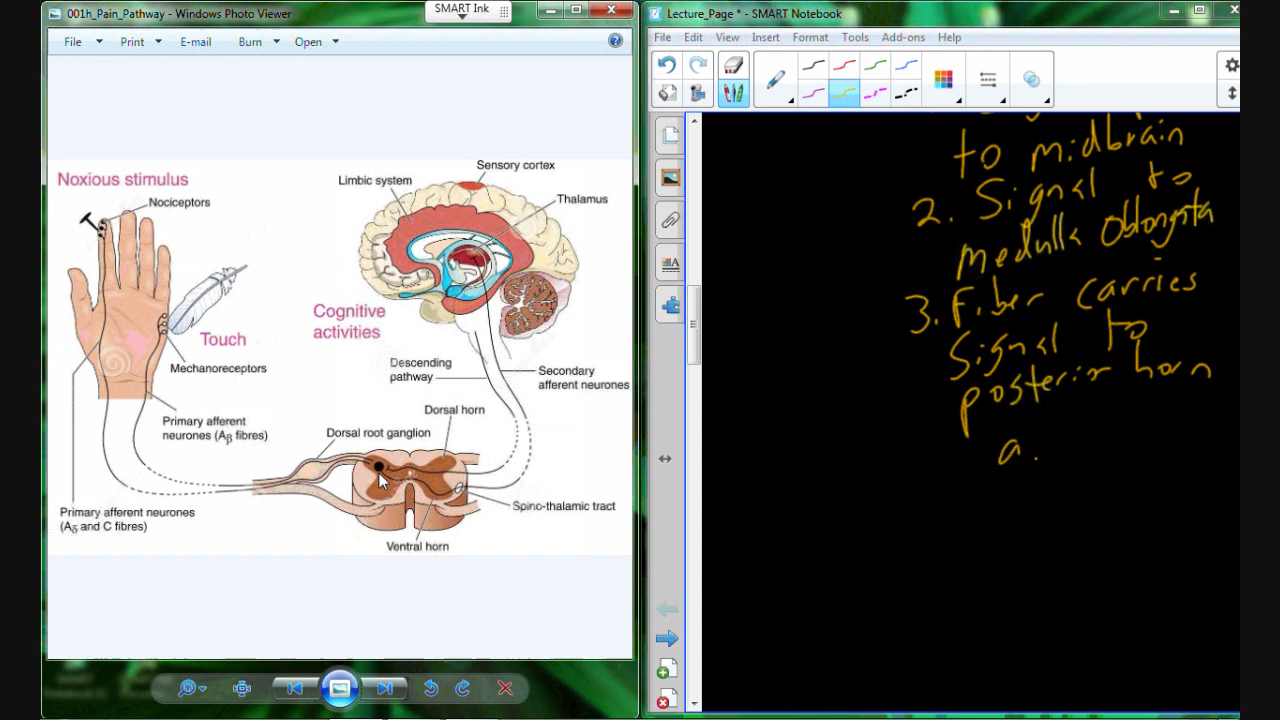 001h_Pain_Pathway - Windows Photo Viewer
SMART Ink
File Print E-mail Burn Open
Noxious stimulus
Nociceptors
Touch
Mechanoreceptors
Primary afferent
neurones (Aβ fibres)
Primary afferent neurones
(Aδ and C fibres)
Sensory cortex
Limbic system
Thalamus
Cognitive
activities
Descending
pathway
Secondary
afferent neurones
Dorsal horn
Dorsal root ganglion
Spino-thalamic tract
Ventral horn
Lecture_Page * - SMART Notebook
File Edit View Insert Format Tools Add-ons Help
to midbrain
2. Signal to
medulla Oblongata
3. Fiber carries
Signal to
posterior horn
a.